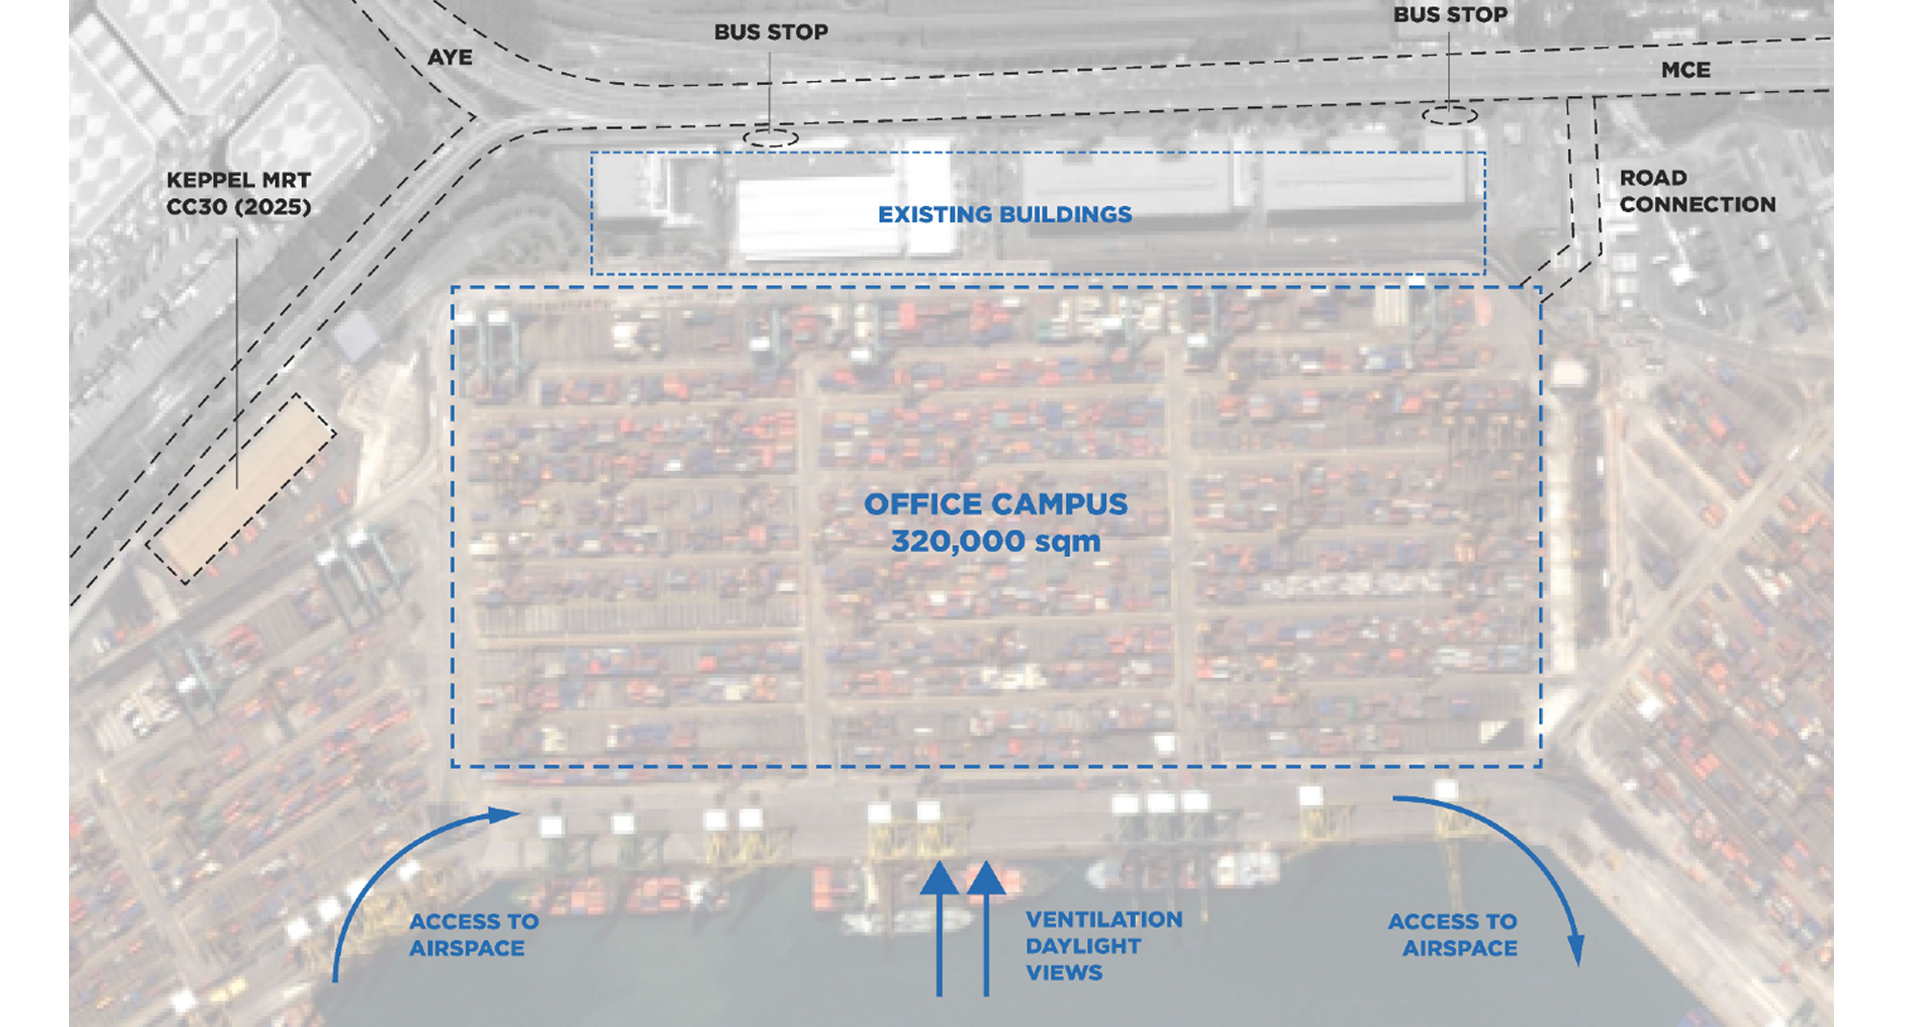 BUS STOP
BUS STOP
AYE
MCE
KEPPEL MRT
CC30 (2025)
ROAD
CONNECTION
EXISTING BUILDINGS
OFFICE CAMPUS
320,000 sqm
ACCESS TO
AIRSPACE
VENTILATION
DAYLIGHT
VIEWS
ACCESS TO
AIRSPACE